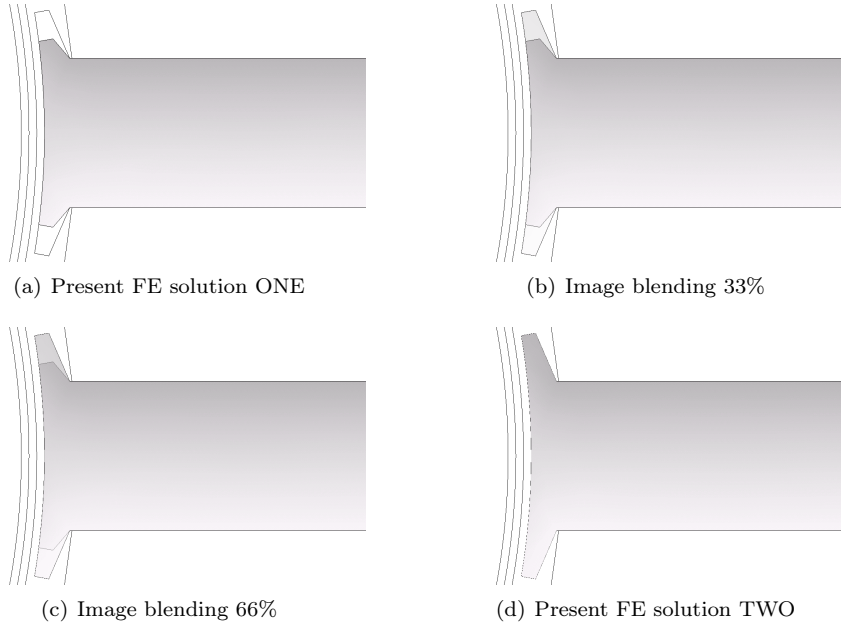 (a) Present FE solution ONE
(b) Image blending 33%
(c) Image blending 66%
(d) Present FE solution TWO